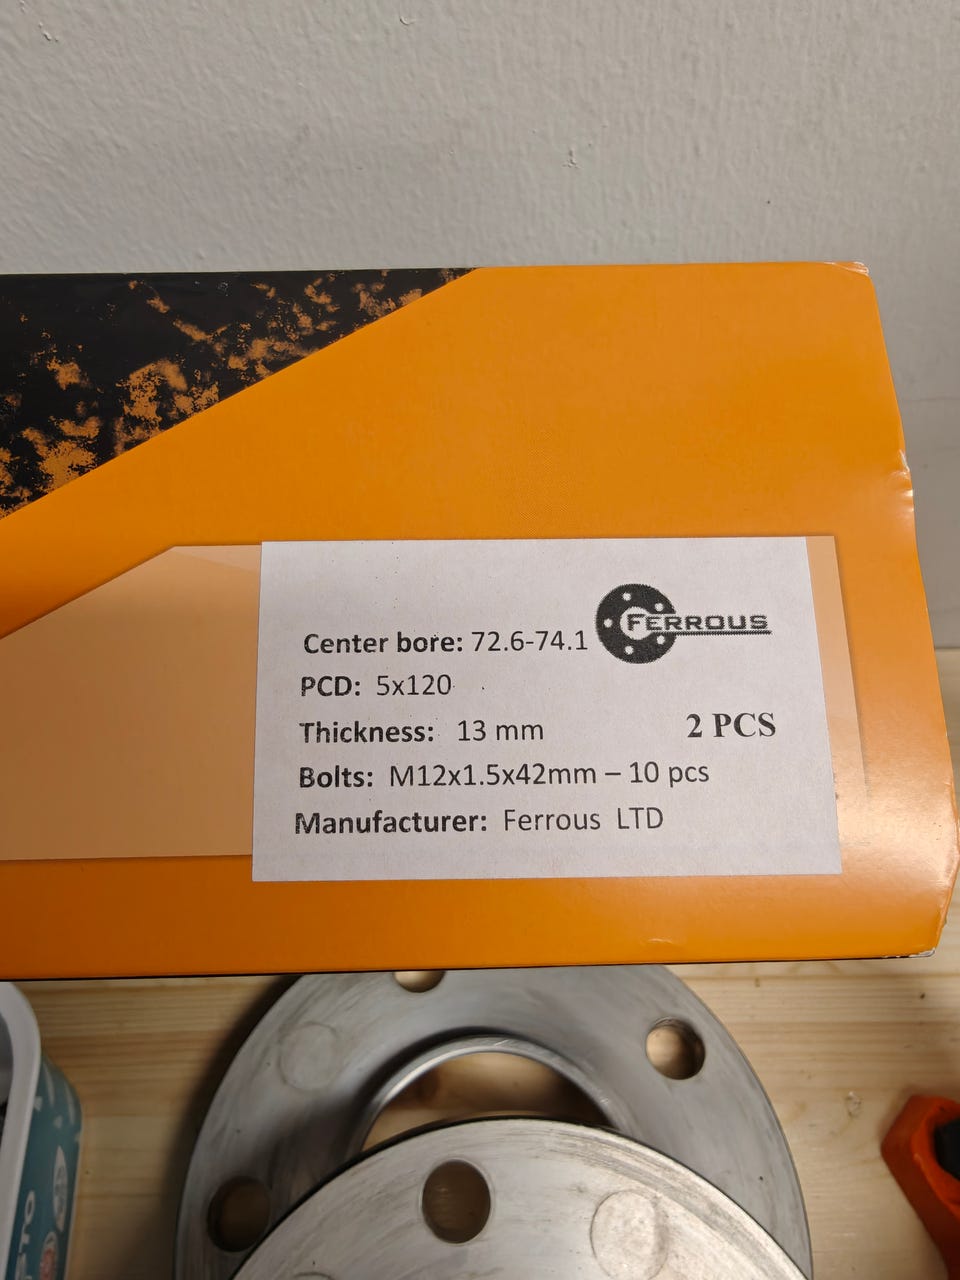 FERROUS
Center bore: 72.6-74.1
PCD: 5x120
Thickness: 13 mm
2 PCS
Bolts: M12x1.5x42mm – 10 pcs
Manufacturer: Ferrous LTD